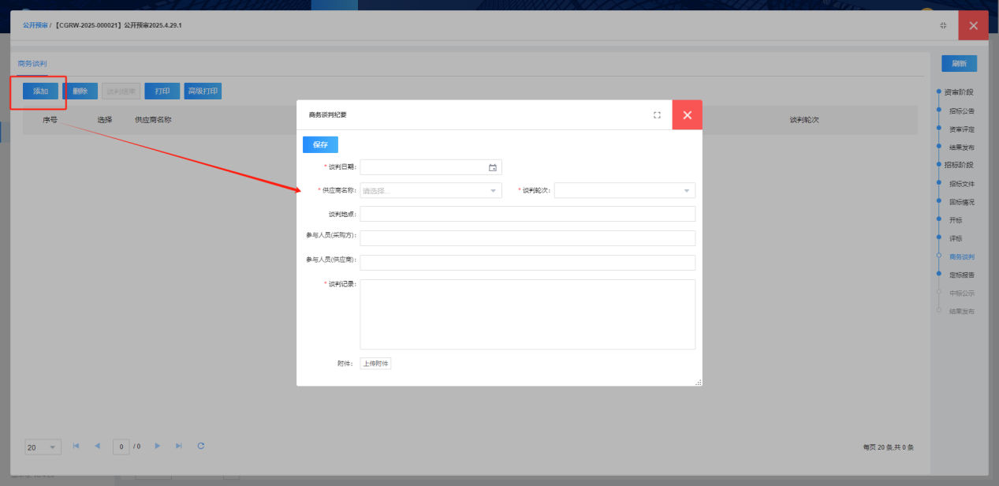 公开预审 / 【CGRW-2025-000021】公开预审2025.4.29.1
商务谈判
刷新
添加 删除 谈判结果 打印 高级打印
序号 选择 供应商名称 谈判轮次
商务谈判纪要
保存
* 谈判日期:
* 供应商名称: 请选择... * 谈判轮次:
谈判地点:
参与人员(采购方):
参与人员(供应商):
* 谈判记录:
附件: 上传附件
资审阶段
招标公告
资审评定
结果发布
招标阶段
招标文件
回标情况
开标
评标
商务谈判
定标报告
中标公示
结果发布
20 0 / 0 每页 20 条,共 0 条